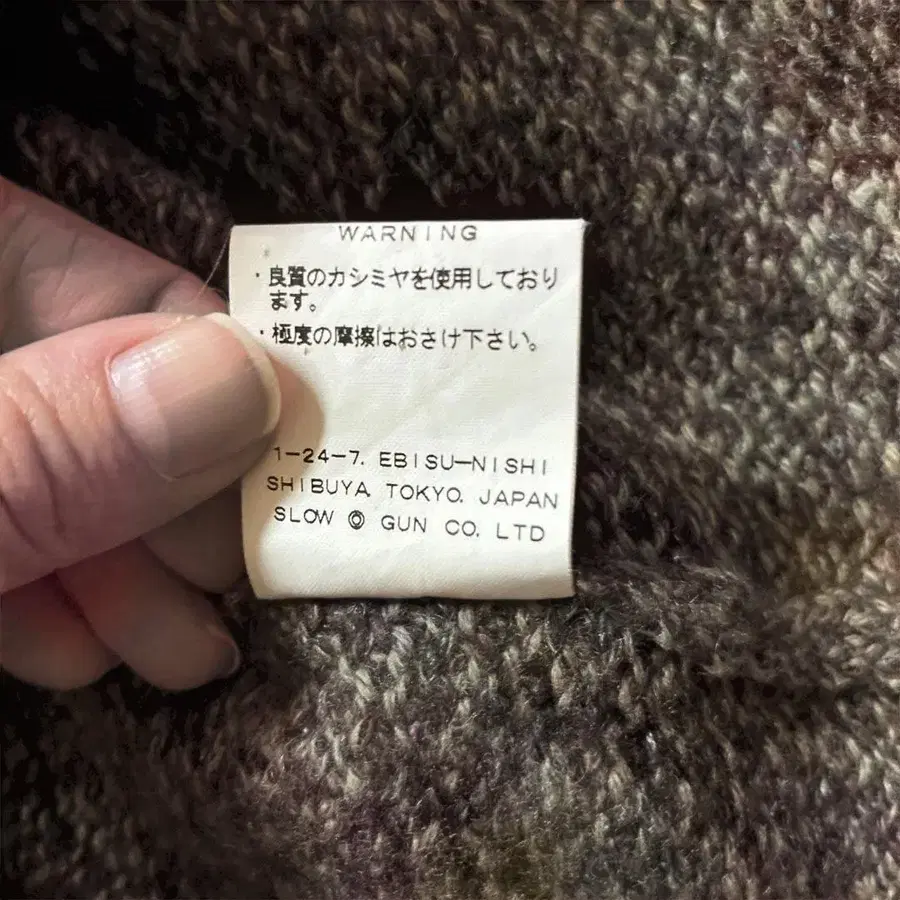 WARNING
・良質のカシミヤを使用しており
ます。
・極度の摩擦はおさけ下さい。
1-24-7. EBISU-NISHI
SHIBUYA. TOKYO. JAPAN
SLOW ◎ GUN CO. LTD